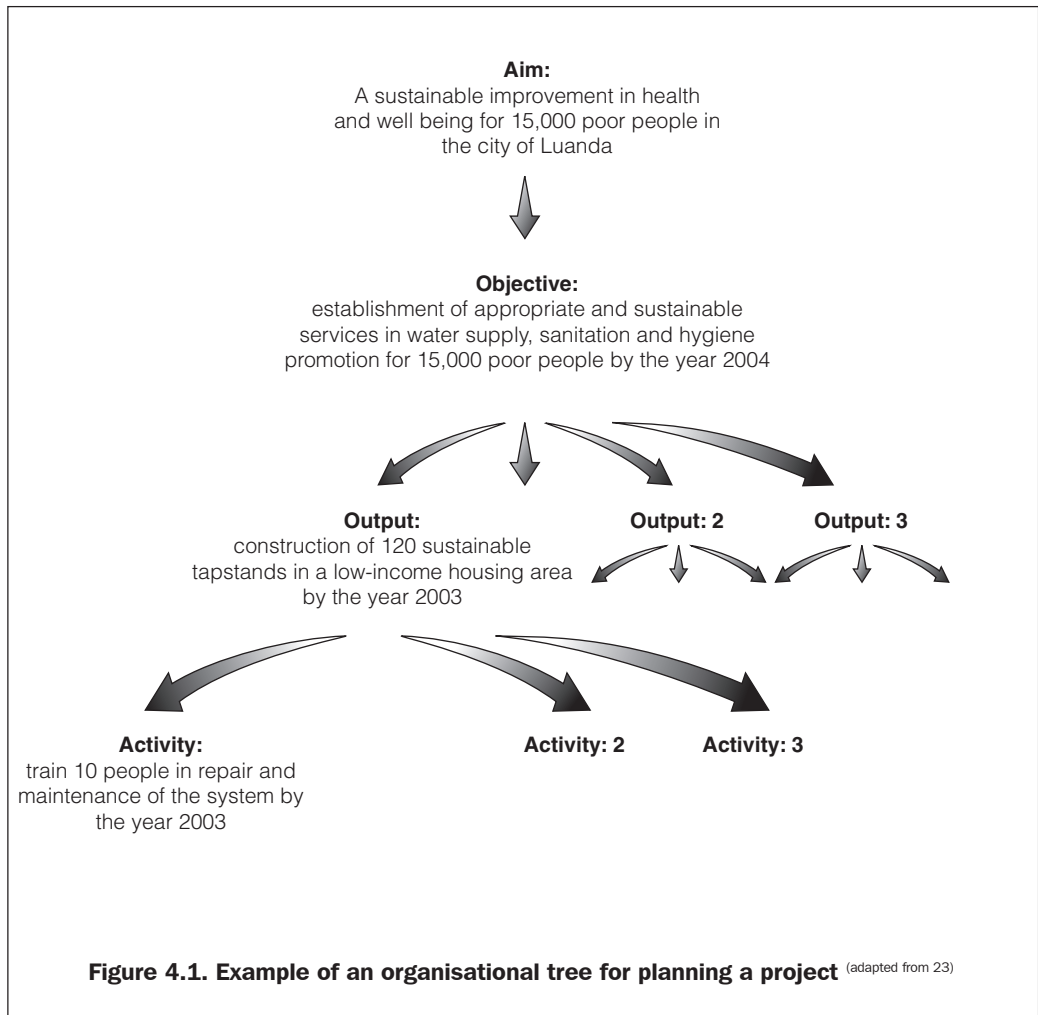 Aim:
A sustainable improvement in health
and well being for 15,000 poor people in
the city of Luanda
Objective:
establishment of appropriate and sustainable
services in water supply, sanitation and hygiene
promotion for 15,000 poor people by the year 2004
Output:
construction of 120 sustainable
tapstands in a low-income housing area
by the year 2003
Output: 2
Output: 3
Activity:
train 10 people in repair and
maintenance of the system by
the year 2003
Activity: 2
Activity: 3
Figure 4.1. Example of an organisational tree for planning a project (adapted from 23)